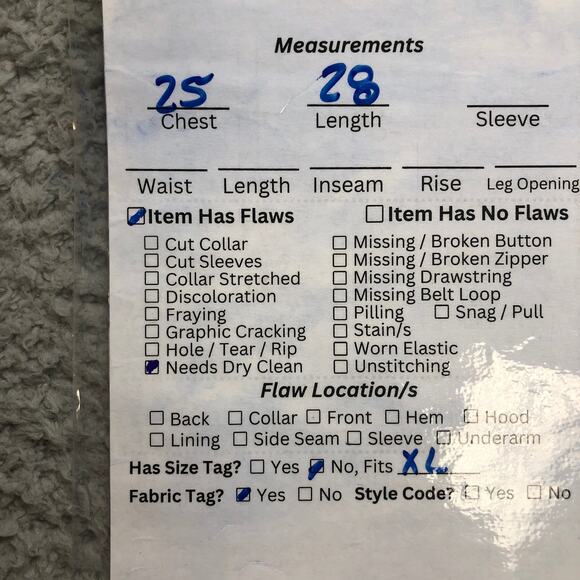 Measurements
25 28
Chest Length Sleeve
Waist Length Inseam Rise Leg Opening
Item Has Flaws Item Has No Flaws
Cut Collar Missing / Broken Button
Cut Sleeves Missing / Broken Zipper
Collar Stretched Missing Drawstring
Discoloration Missing Belt Loop
Fraying Pilling Snag / Pull
Graphic Cracking Stain/s
Hole / Tear / Rip Worn Elastic
Needs Dry Clean Unstitching
Flaw Location/s
Back Collar Front Hem Hood
Lining Side Seam Sleeve Underarm
Has Size Tag? Yes No, Fits XL
Fabric Tag? Yes No Style Code? Yes No